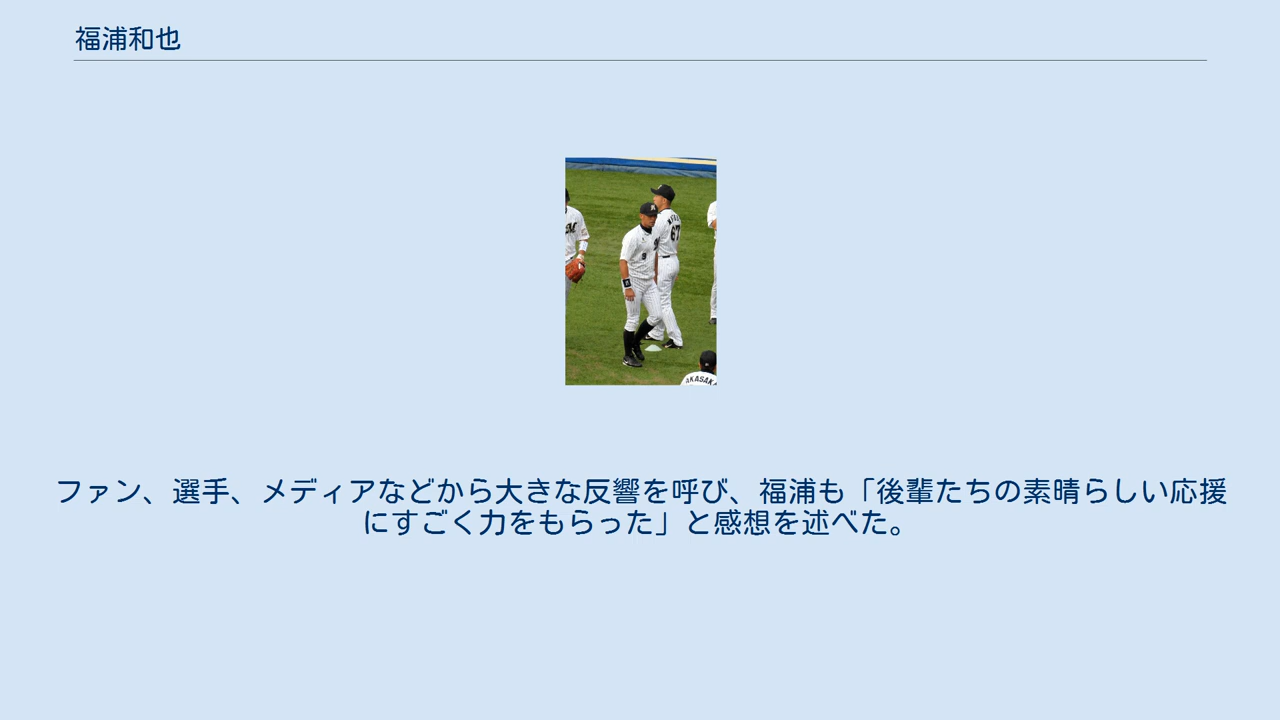 福浦和也
67
AKASAKA
ファン、選手、メディアなどから大きな反響を呼び、福浦も「後輩たちの素晴らしい応援
にすごく力をもらった」と感想を述べた。